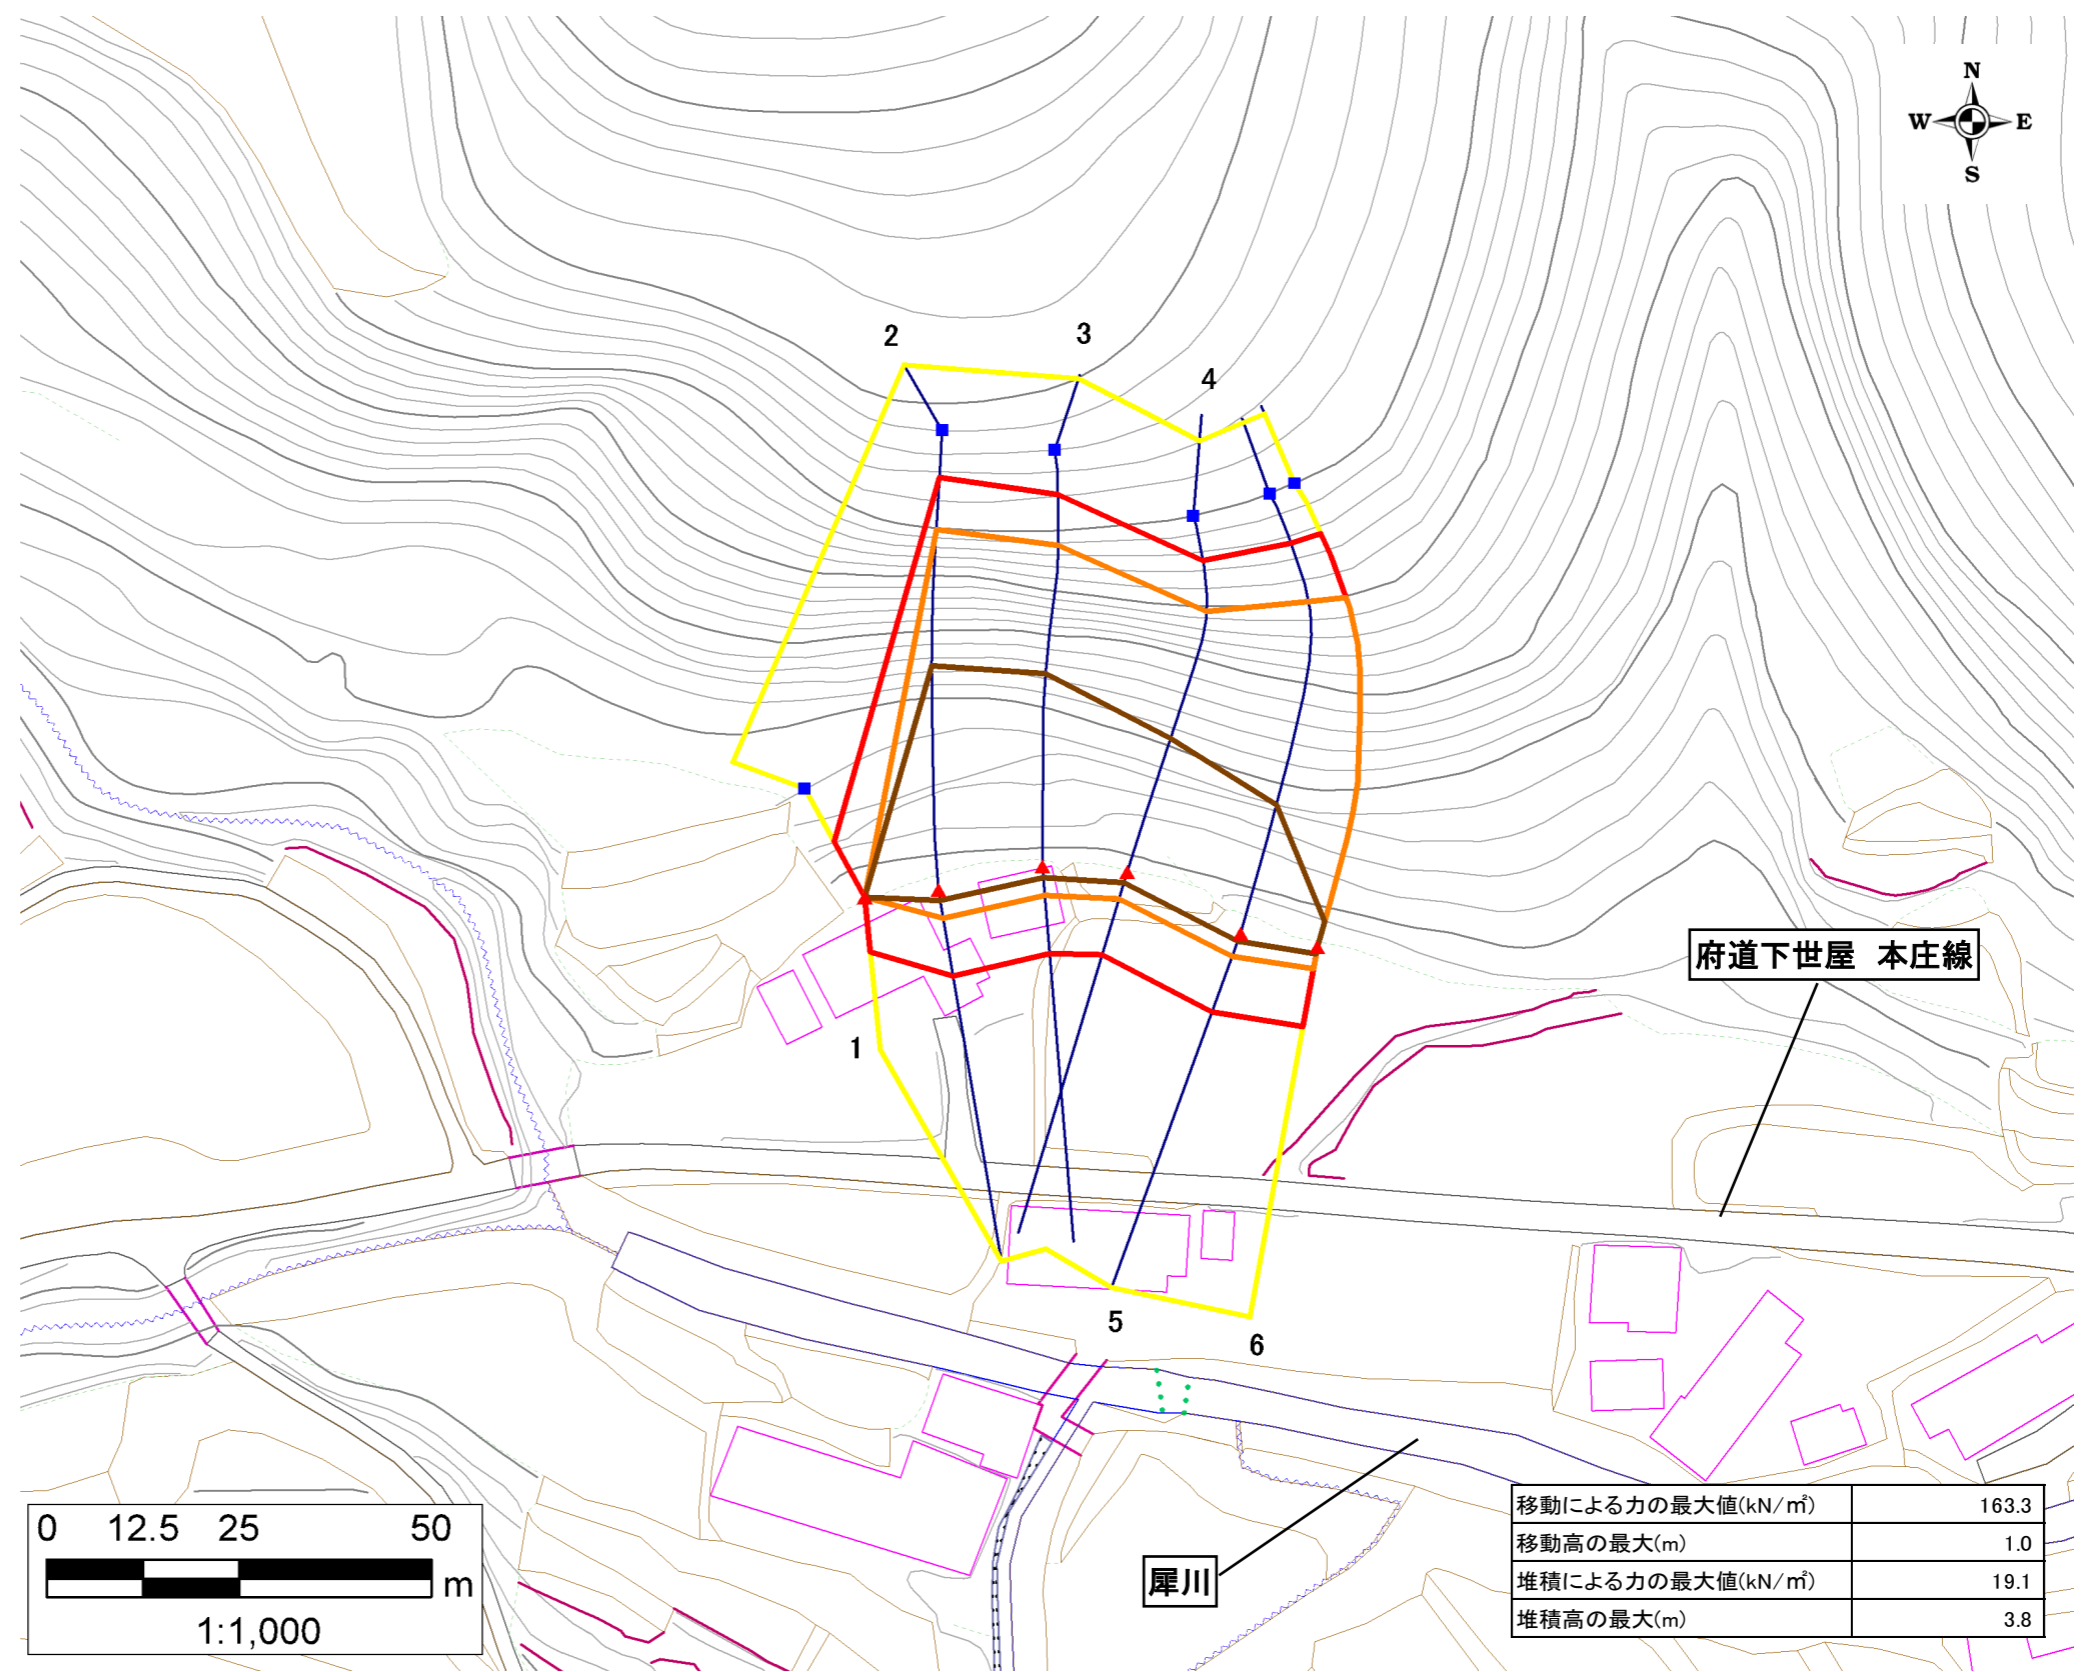 N
W E
S
2
3
4
府道下世屋 本庄線
1
5
6
犀川
0 12.5 25 50
m
1:1,000
移動による力の最大値(kN/㎡) 163.3
移動高の最大(m) 1.0
堆積による力の最大値(kN/㎡) 19.1
堆積高の最大(m) 3.8